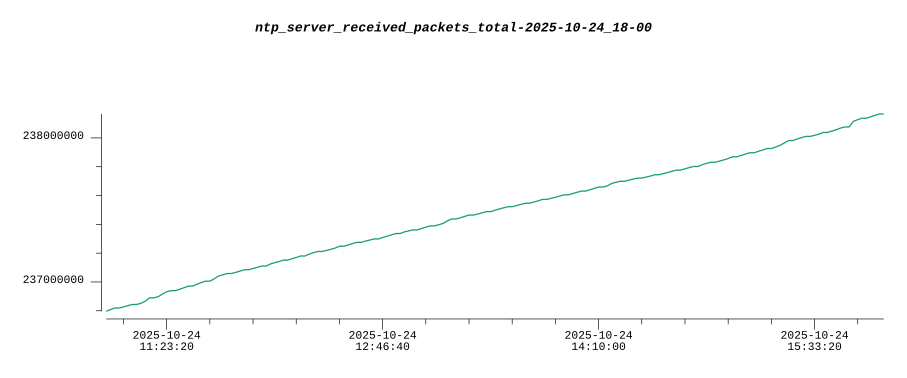 ntp_server_received_packets_total-2025-10-24_18-00
238000000
237000000
2025-10-24 2025-10-24 2025-10-24 2025-10-24
11:23:20 12:46:40 14:10:00 15:33:20